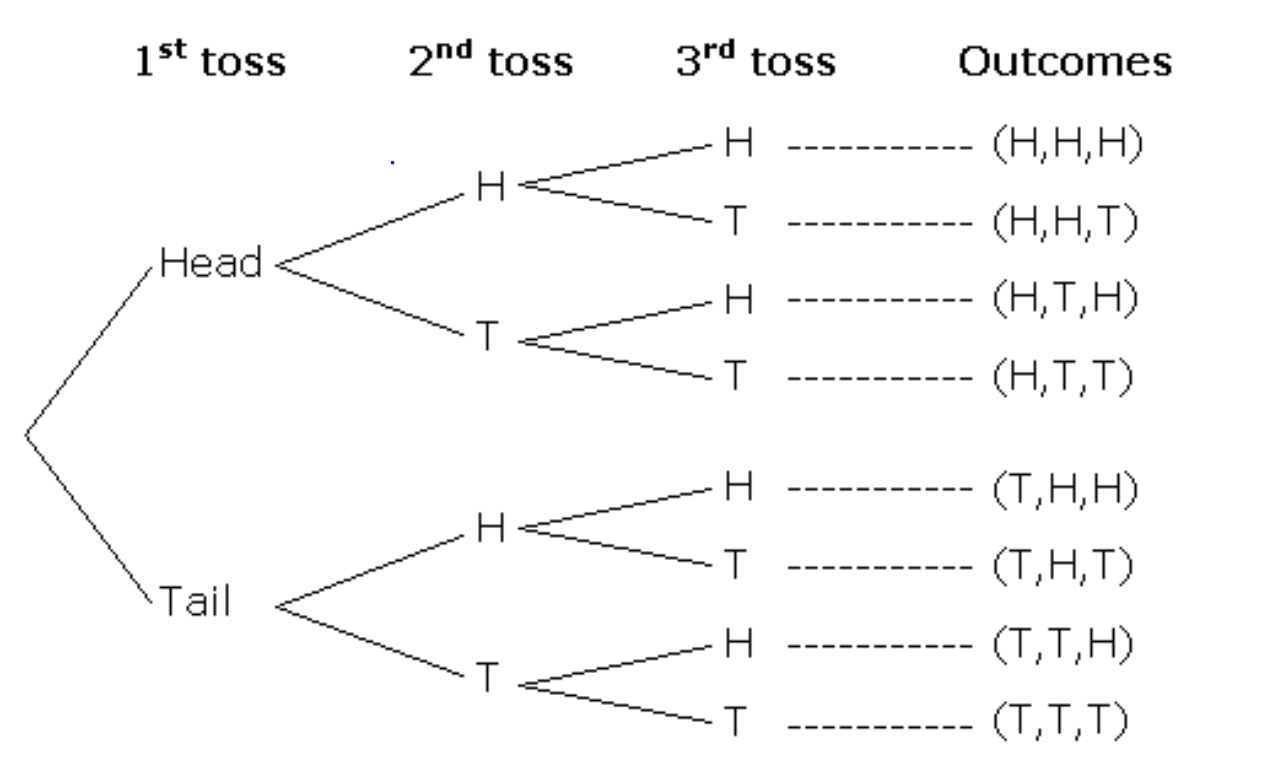 1st toss 2nd toss 3rd toss Outcomes
H (H,H,H)
H
T (H,H,T)
Head
H (H,T,H)
T
T (H,T,T)
H (T,H,H)
H
T (T,H,T)
Tail
H (T,T,H)
T
T (T,T,T)